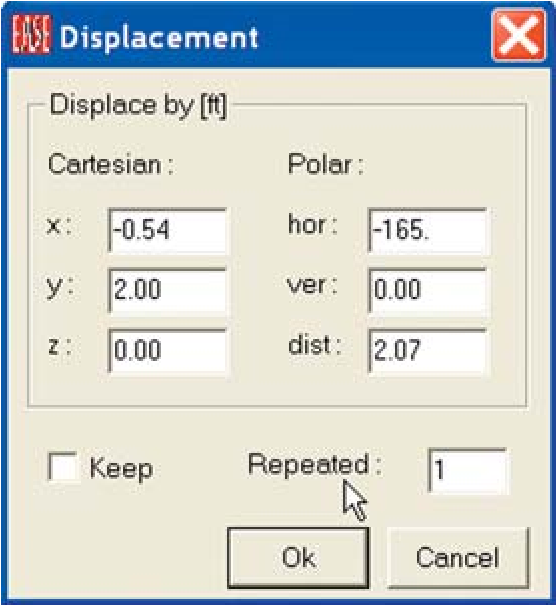 EASE Displacement
Displace by [ft]
Cartesian : Polar :
x : -0.54 hor : -165.
y : 2.00 ver : 0.00
z : 0.00 dist : 2.07
Keep Repeated : 1
Ok Cancel